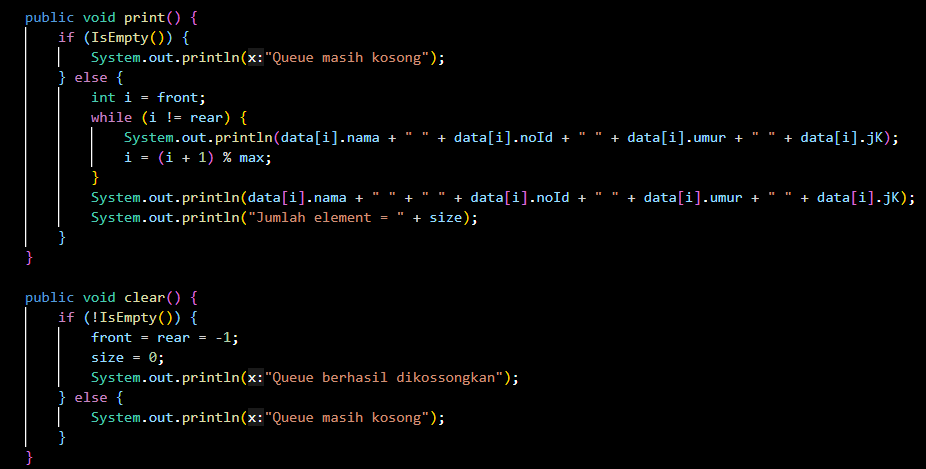 public void print() {
    if (IsEmpty()) {
        System.out.println(x:"Queue masih kosong");
    } else {
        int i = front;
        while (i != rear) {
            System.out.println(data[i].nama + " " + data[i].noId + " " + data[i].umur + " " + data[i].jK);
            i = (i + 1) % max;
        }
        System.out.println(data[i].nama + " " + " " + data[i].noId + " " + data[i].umur + " " + data[i].jK);
        System.out.println("Jumlah element = " + size);
    }
}
public void clear() {
    if (!IsEmpty()) {
        front = rear = -1;
        size = 0;
        System.out.println(x:"Queue berhasil dikossongkan");
    } else {
        System.out.println(x:"Queue masih kosong");
    }
}